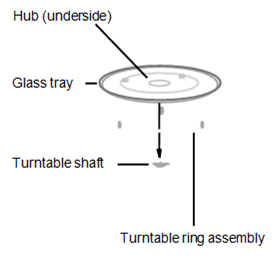 Hub (underside)
Glass tray
Turntable shaft
Turntable ring assembly